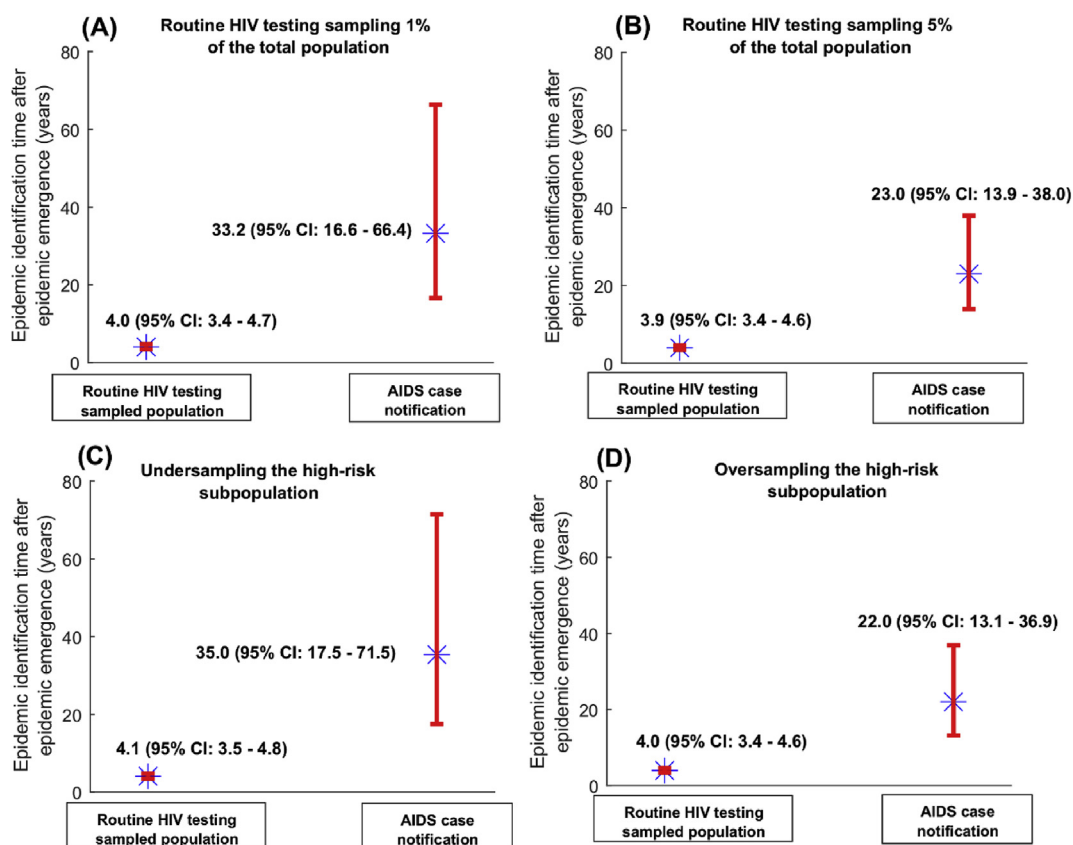 (A)
Routine HIV testing sampling 1%
of the total population
Epidemic identification time after
epidemic emergence (years)
80
60
40
20
0
33.2 (95% CI: 16.6 - 66.4)
4.0 (95% CI: 3.4 - 4.7)
Routine HIV testing
sampled population
AIDS case
notification
(B)
Routine HIV testing sampling 5%
of the total population
Epidemic identification time after
epidemic emergence (years)
80
60
40
20
0
23.0 (95% CI: 13.9 - 38.0)
3.9 (95% CI: 3.4 - 4.6)
Routine HIV testing
sampled population
AIDS case
notification
(C)
Undersampling the high-risk
subpopulation
Epidemic identification time after
epidemic emergence (years)
80
60
40
20
0
35.0 (95% CI: 17.5 - 71.5)
4.1 (95% CI: 3.5 - 4.8)
Routine HIV testing
sampled population
AIDS case
notification
(D)
Oversampling the high-risk
subpopulation
Epidemic identification time after
epidemic emergence (years)
80
60
40
20
0
22.0 (95% CI: 13.1 - 36.9)
4.0 (95% CI: 3.4 - 4.6)
Routine HIV testing
sampled population
AIDS case
notification